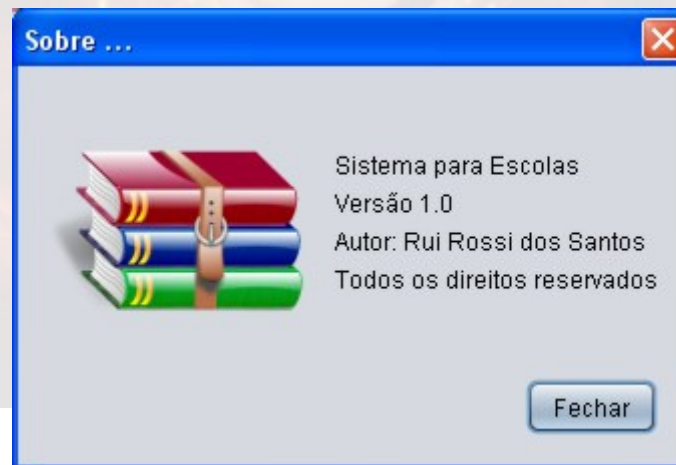 Sobre ...
Sistema para Escolas
Versão 1.0
Autor: Rui Rossi dos Santos
Todos os direitos reservados
Fechar